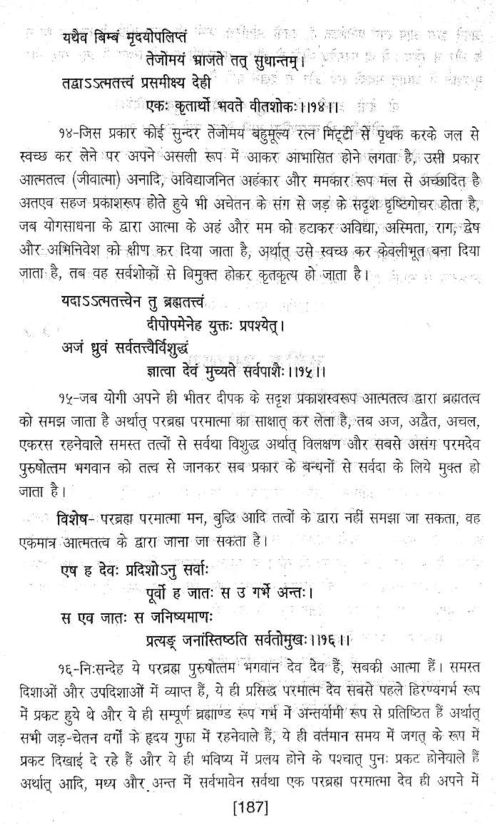 यथैव बिम्बं मृदयोपलिप्तं
तेजोमयं भ्राजते तत् सुधान्तम्।
तद्वाऽऽत्मतत्त्वं प्रसमीक्ष्य देही
एकः कृतार्थो भवते वीतशोकः।।१४।।
१४-जिस प्रकार कोई सुन्दर तेजोमय बहुमूल्य रत्न मिट्टी से पृथक करके जल से
स्वच्छ कर लेने पर अपने असली रूप में आकर आभासित होने लगता है, उसी प्रकार
आत्मतत्व (जीवात्मा) अनादि, अविद्याजनित अहंकार और ममकार रूप मल से अच्छादित है
अतएव सहज प्रकाशरूप होते हुये भी अचेतन के संग से जड़ के सदृश दृष्टिगोचर होता है,
जब योगसाधना के द्वारा आत्मा के अहं और मम को हटाकर अविद्या, अस्मिता, राग, द्वेष
और अभिनिवेश को क्षीण कर दिया जाता है, अर्थात् उसे स्वच्छ कर केवलीभूत बना दिया
जाता है, तब वह सर्वशोकों से विमुक्त होकर कृतकृत्य हो जाता है।
यदाऽऽत्मतत्त्वेन तु ब्रह्मतत्त्वं
दीपोपमेनेह युक्तः प्रपश्येत्।
अजं ध्रुवं सर्वतत्त्वैर्विशुद्धं
ज्ञात्वा देवं मुच्यते सर्वपाशैः।।१५।।
१५-जब योगी अपने ही भीतर दीपक के सदृश प्रकाशस्वरूप आत्मतत्व द्वारा ब्रह्मतत्व
को समझ जाता है अर्थात् परब्रह्म परमात्मा का साक्षात् कर लेता है, तब अज, अद्वैत, अचल,
एकरस रहनेवाले समस्त तत्वों से सर्वथा विशुद्ध अर्थात् विलक्षण और सबसे असंग परमदेव
पुरुषोत्तम भगवान को तत्व से जानकर सब प्रकार के बन्धनों से सर्वदा के लिये मुक्त हो
जाता है।
विशेष- परब्रह्म परमात्मा मन, बुद्धि आदि तत्वों के द्वारा नहीं समझा जा सकता, वह
एकमात्र आत्मतत्व के द्वारा जाना जा सकता है।
एष ह देवः प्रदिशोऽनु सर्वाः
पूर्वो ह जातः स उ गर्भे अन्तः।
स एव जातः स जनिष्यमाणः
प्रत्यङ् जनांस्तिष्ठति सर्वतोमुखः।।१६।।
१६-निःसन्देह ये परब्रह्म पुरुषोत्तम भगवान देव देव हैं, सबकी आत्मा हैं। समस्त
दिशाओं और उपदिशाओं में व्याप्त हैं, ये ही प्रसिद्ध परमात्म देव सबसे पहले हिरण्यगर्भ रूप
में प्रकट हुये थे और ये ही सम्पूर्ण ब्रह्माण्ड रूप गर्भ में अन्तर्यामी रूप से प्रतिष्ठित हैं अर्थात्
सभी जड़-चेतन वर्गों के हृदय गुफा में रहनेवाले हैं, ये ही वर्तमान समय में जगत् के रूप में
प्रकट दिखाई दे रहे हैं और ये ही भविष्य में प्रलय होने के पश्चात् पुनः प्रकट होनेवाले हैं
अर्थात् आदि, मध्य और अन्त में सर्वभावेन सर्वथा एक परब्रह्म परमात्मा देव ही अपने में
[187]